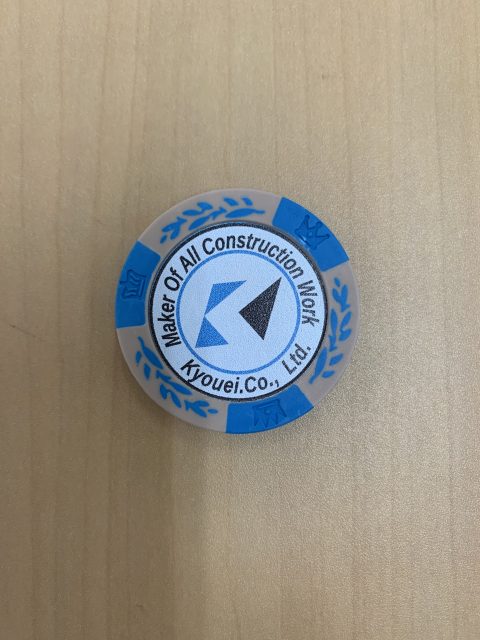 Maker Of All Construction Work
Kyouei.Co., Ltd.